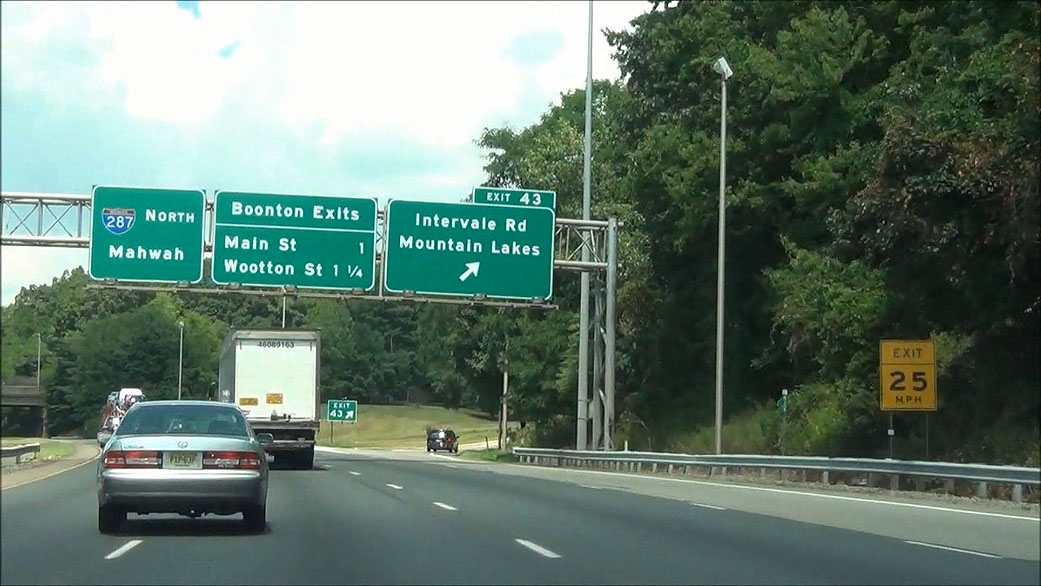 287 NORTH
Mahwah
Boonton Exits
Main St 1
Wootton St 1 1/4
EXIT 43
Intervale Rd
Mountain Lakes
46089163
EXIT
43
EXIT
25
MPH